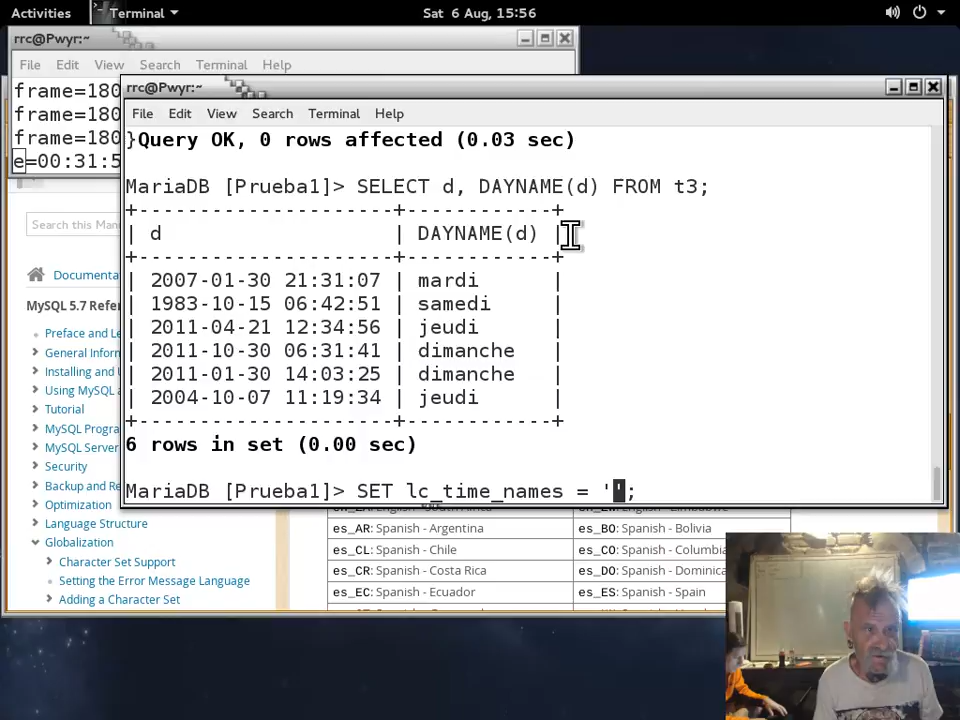 Activities Terminal Sat 6 Aug, 15:56
rrc@Pwyr:~
File Edit View Search Terminal Help
frame=180
frame=180
frame=180
e=00:31:5
rrc@Pwyr:~
File Edit View Search Terminal Help
}Query OK, 0 rows affected (0.03 sec)
MariaDB [Prueba1]> SELECT d, DAYNAME(d) FROM t3;
+---------------------+------------+
| d | DAYNAME(d) |
+---------------------+------------+
| 2007-01-30 21:31:07 | mardi |
| 1983-10-15 06:42:51 | samedi |
| 2011-04-21 12:34:56 | jeudi |
| 2011-10-30 06:31:41 | dimanche |
| 2011-01-30 14:03:25 | dimanche |
| 2004-10-07 11:19:34 | jeudi |
+---------------------+------------+
6 rows in set (0.00 sec)
MariaDB [Prueba1]> SET lc_time_names = '';
Search this Man
Documenta
MySQL 5.7 Refer
Preface and Le
General Inforr
Installing and
Using MySQL a
Tutorial
MySQL Progra
MySQL Server
Security
Backup and Re
Optimization
Language Structure
Globalization
Character Set Support
Setting the Error Message Language
Adding a Character Set
es_AR: Spanish - Argentina es_BO: Spanish - Bolivia
es_CL: Spanish - Chile es_CO: Spanish - Columbia
es_CR: Spanish - Costa Rica es_DO: Spanish - Dominica
es_EC: Spanish - Ecuador es_ES: Spanish - Spain